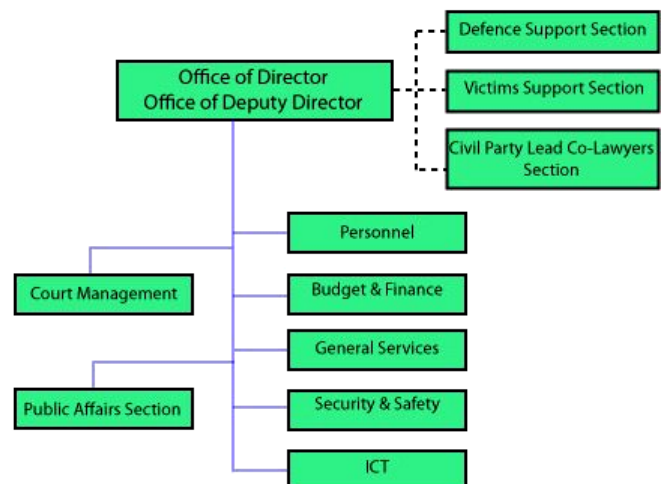 Defence Support Section
Office of Director
Office of Deputy Director
Victims Support Section
Civil Party Lead Co-Lawyers
Section
Personnel
Court Management
Budget & Finance
General Services
Public Affairs Section
Security & Safety
ICT